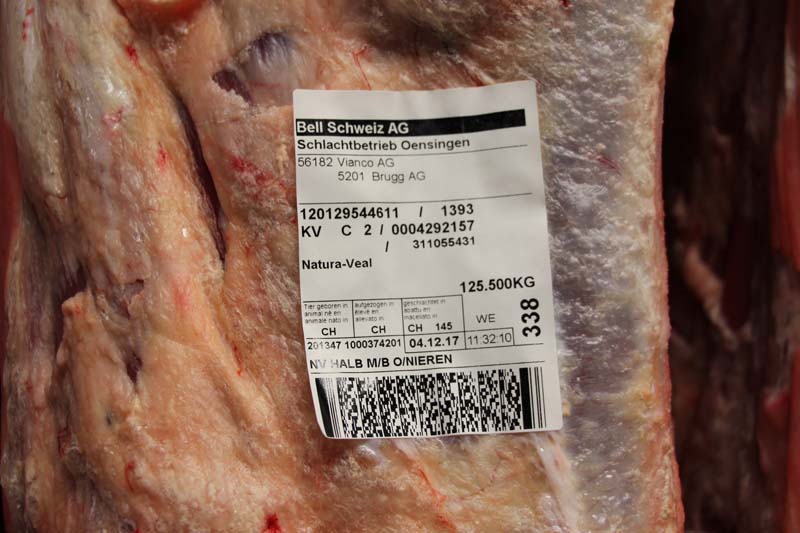 Bell Schweiz AG
Schlachtbetrieb Oensingen
56182 Vianco AG
5201 Brugg AG
120129544611 / 1393
KV C 2 / 0004292157
/ 311055431
Natura-Veal
125.500KG
Tier geboren in
animal né en
animale nato in
CH
aufgezogen in
élevé en
allevato in
CH
geschlachtet in
abattu en
macellato in
CH 145
WE
338
201347 1000374201
04.12.17
11:32:10
NV HALB M/B O/NIEREN